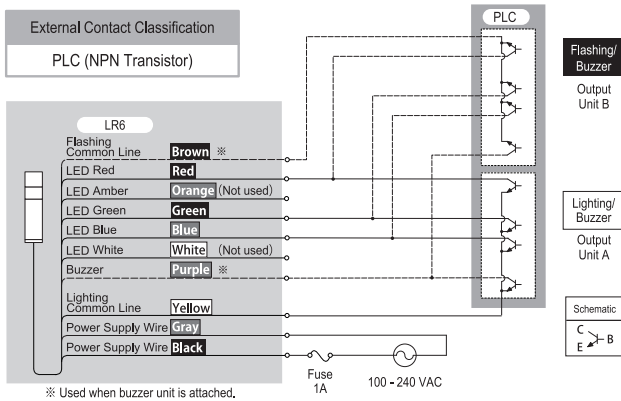 External Contact Classification
PLC (NPN Transistor)
PLC
Flashing/
Buzzer
Output
Unit B
LR6
Flashing
Common Line Brown ※
LED Red Red
LED Amber Orange (Not used)
LED Green Green
LED Blue Blue
LED White White (Not used)
Buzzer Purple ※
Lighting
Common Line Yellow
Power Supply Wire Gray
Power Supply Wire Black
※ Used when buzzer unit is attached.
Fuse
1A
100 - 240 VAC
Lighting/
Buzzer
Output
Unit A
Schematic
C
B
E